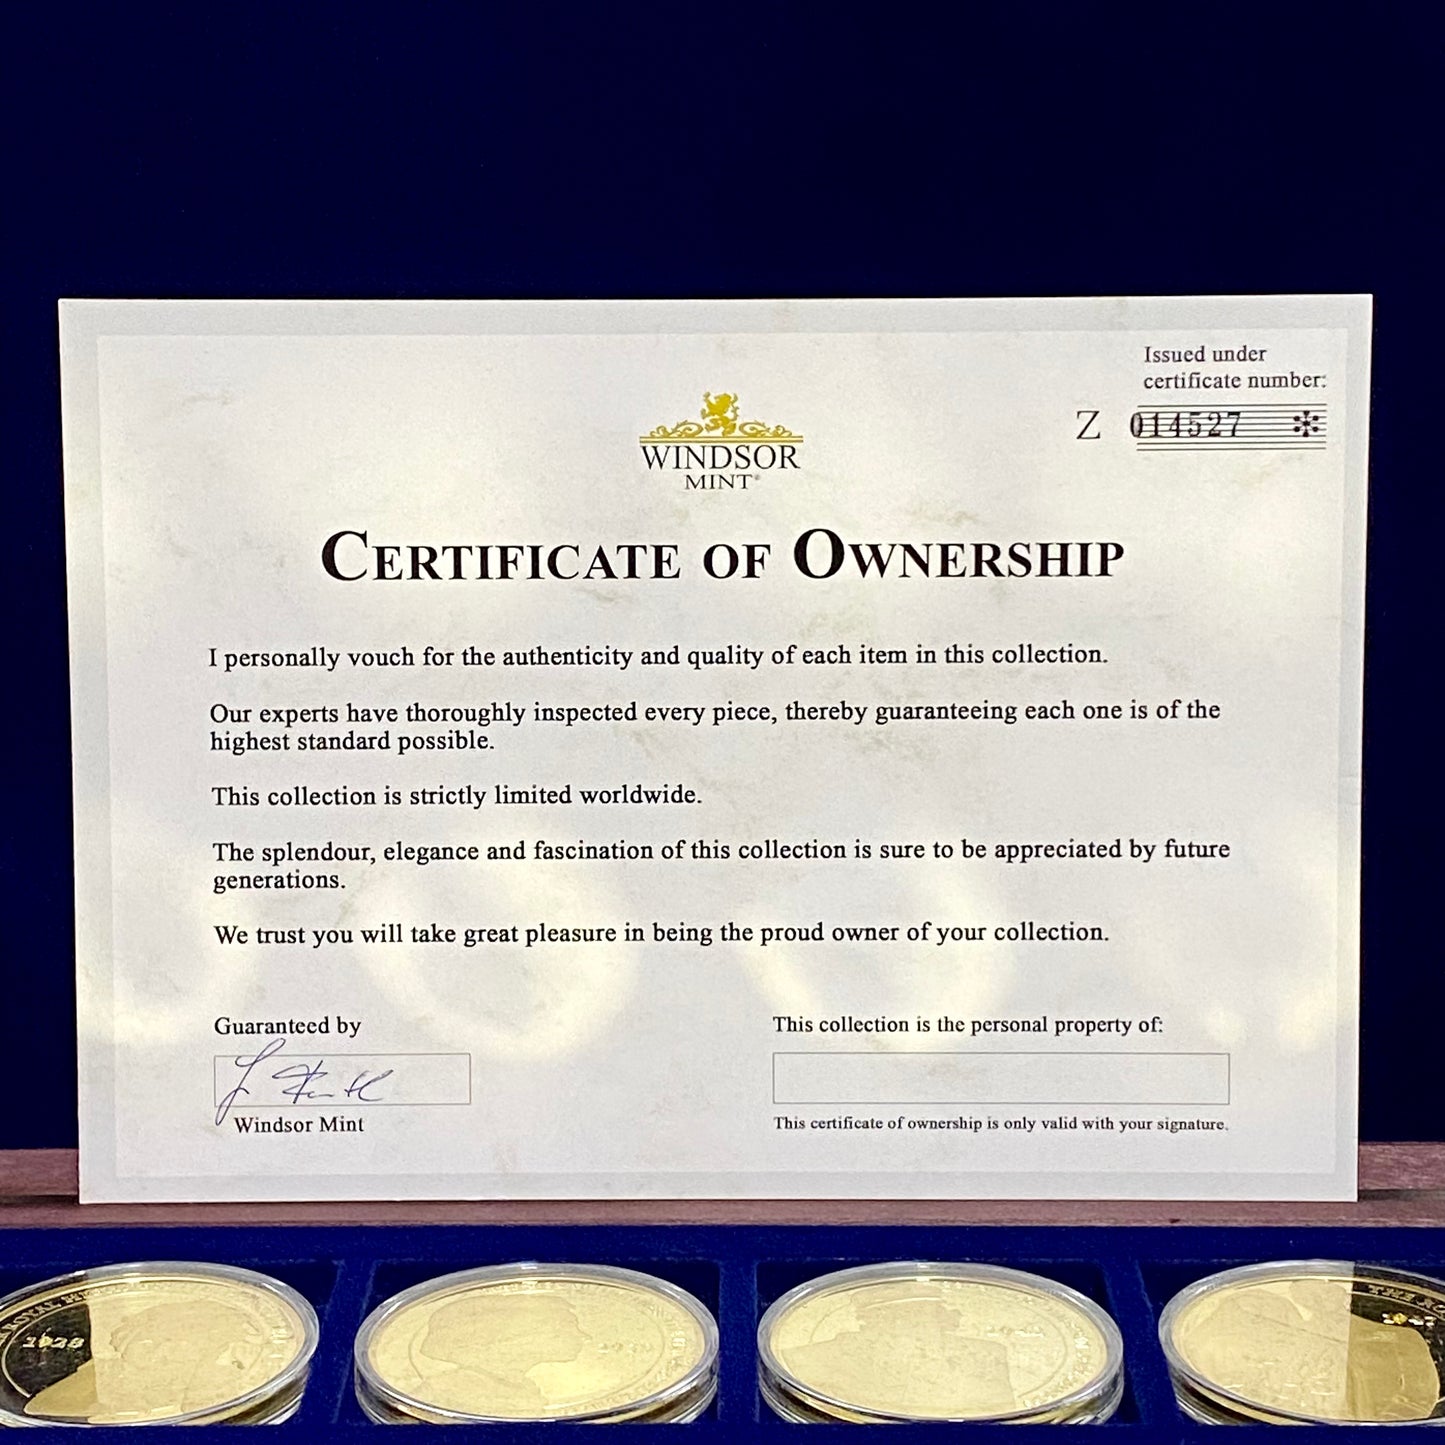 Issued under
certificate number:
Z 014527 *
WINDSOR
MINT®
CERTIFICATE OF OWNERSHIP
I personally vouch for the authenticity and quality of each item in this collection.
Our experts have thoroughly inspected every piece, thereby guaranteeing each one is of the
highest standard possible.
This collection is strictly limited worldwide.
The splendour, elegance and fascination of this collection is sure to be appreciated by future
generations.
We trust you will take great pleasure in being the proud owner of your collection.
Guaranteed by
Windsor Mint
This collection is the personal property of:
This certificate of ownership is only valid with your signature.
ROYAL
1928
THE